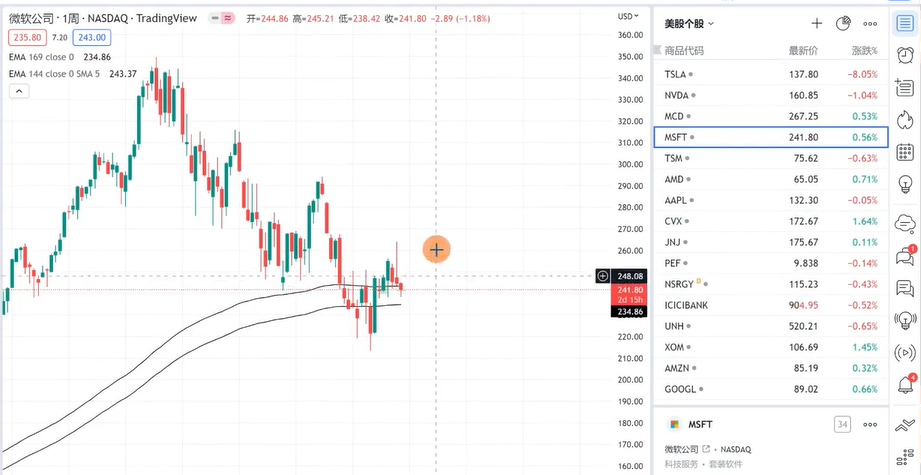 微软公司 · 1周 · NASDAQ · TradingView 开=244.86 高=245.21 低=238.42 收=241.80 -2.89 (-1.18%)
235.80 7.20 243.00
EMA 169 close 0 234.86
EMA 144 close 0 SMA 5 243.37
USD
360.00
350.00
340.00
330.00
320.00
310.00
300.00
290.00
280.00
270.00
260.00
248.08
241.80
2d 15h
234.86
220.00
210.00
200.00
190.00
180.00
170.00
160.00
美股个股
商品代码 最新价 涨跌%
TSLA 137.80 -8.05%
NVDA 160.85 -1.04%
MCD 267.25 0.53%
MSFT 241.80 0.56%
TSM 75.62 -0.63%
AMD 65.05 0.71%
AAPL 132.30 -0.05%
CVX 172.67 1.64%
JNJ 175.67 0.11%
PEF 9.838 -0.14%
NSRGY D 115.23 -0.43%
ICICIBANK 904.95 -0.52%
UNH 520.21 -0.65%
XOM 106.69 1.45%
AMZN 85.19 0.32%
GOOGL 89.02 0.66%
MSFT 34
微软公司 · NASDAQ
科技服务 · 套装软件
1
4